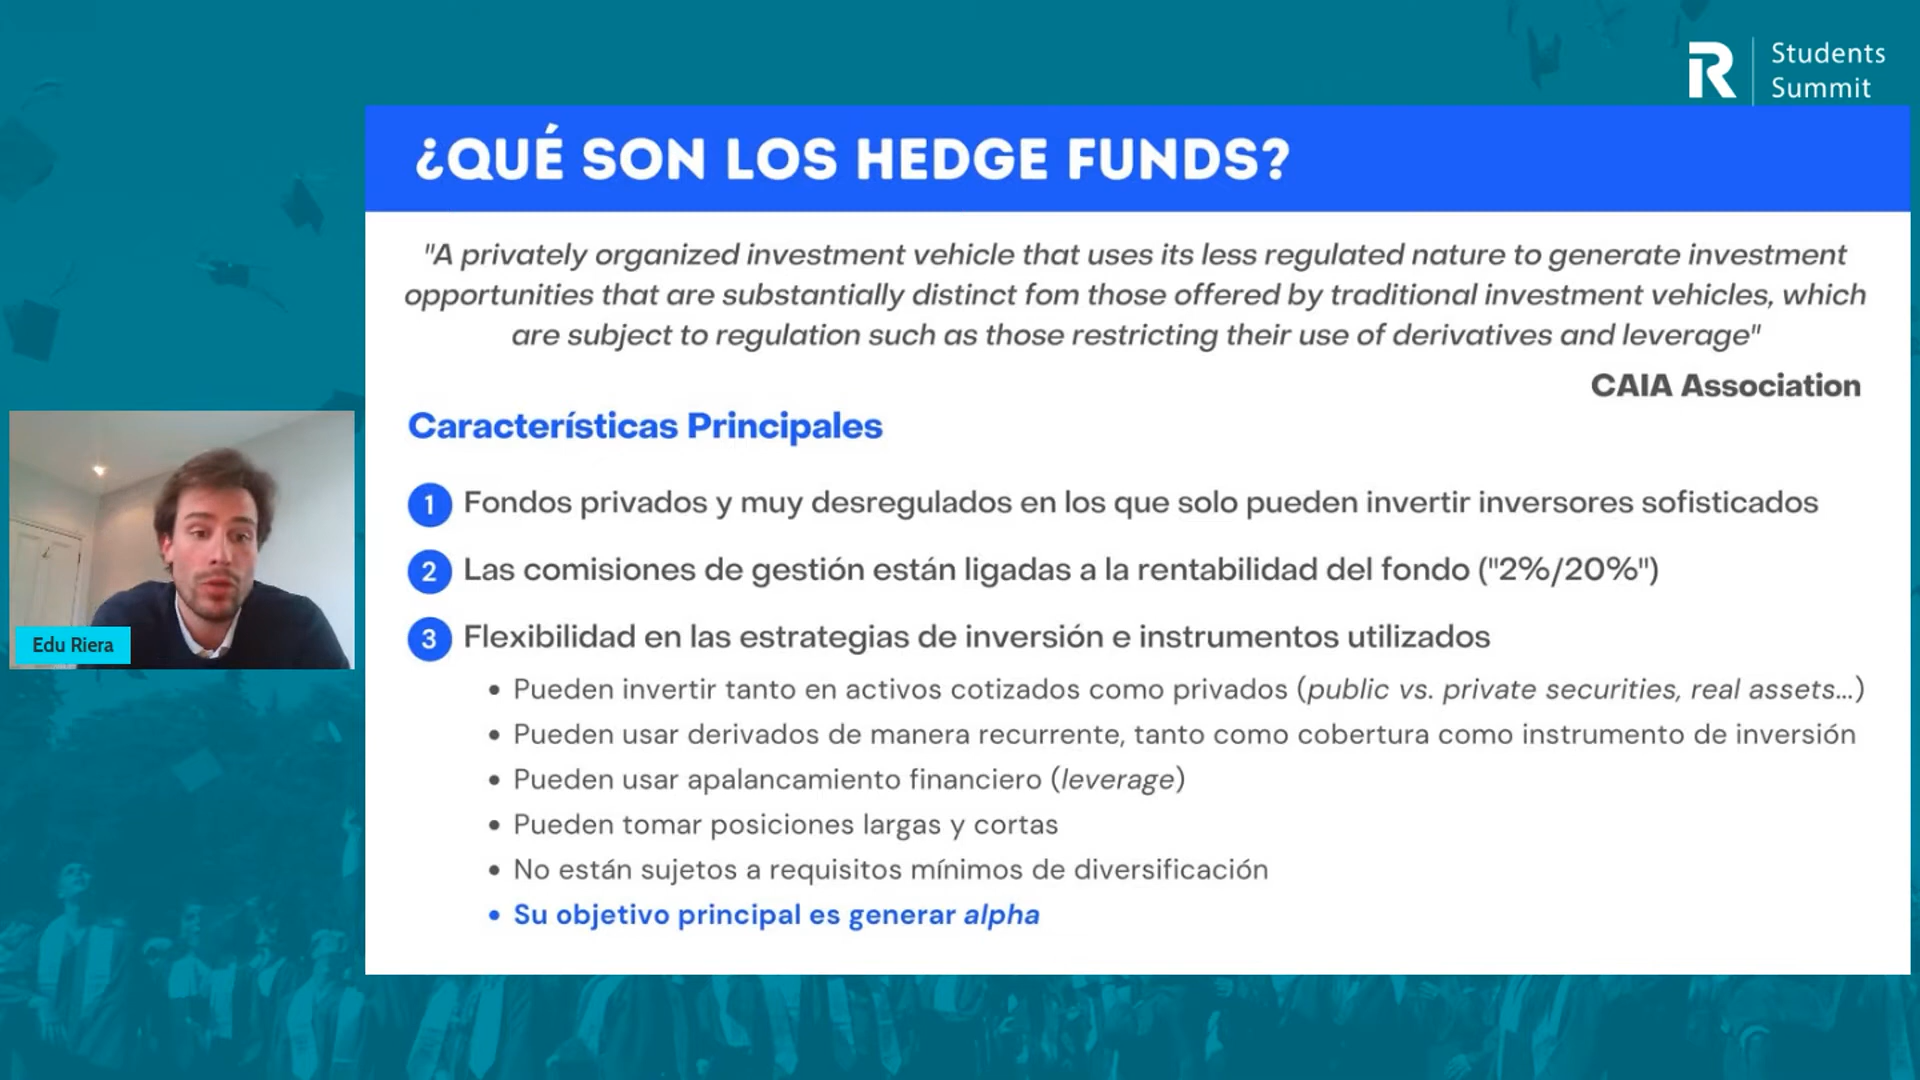 Students
Summit
¿QUÉ SON LOS HEDGE FUNDS?
"A privately organized investment vehicle that uses its less regulated nature to generate investment
opportunities that are substantially distinct fom those offered by traditional investment vehicles, which
are subject to regulation such as those restricting their use of derivatives and leverage"
CAIA Association
Características Principales
1 Fondos privados y muy desregulados en los que solo pueden invertir inversores sofisticados
2 Las comisiones de gestión están ligadas a la rentabilidad del fondo ("2%/20%")
3 Flexibilidad en las estrategias de inversión e instrumentos utilizados
• Pueden invertir tanto en activos cotizados como privados (public vs. private securities, real assets...)
• Pueden usar derivados de manera recurrente, tanto como cobertura como instrumento de inversión
• Pueden usar apalancamiento financiero (leverage)
• Pueden tomar posiciones largas y cortas
• No están sujetos a requisitos mínimos de diversificación
• Su objetivo principal es generar alpha
Edu Riera